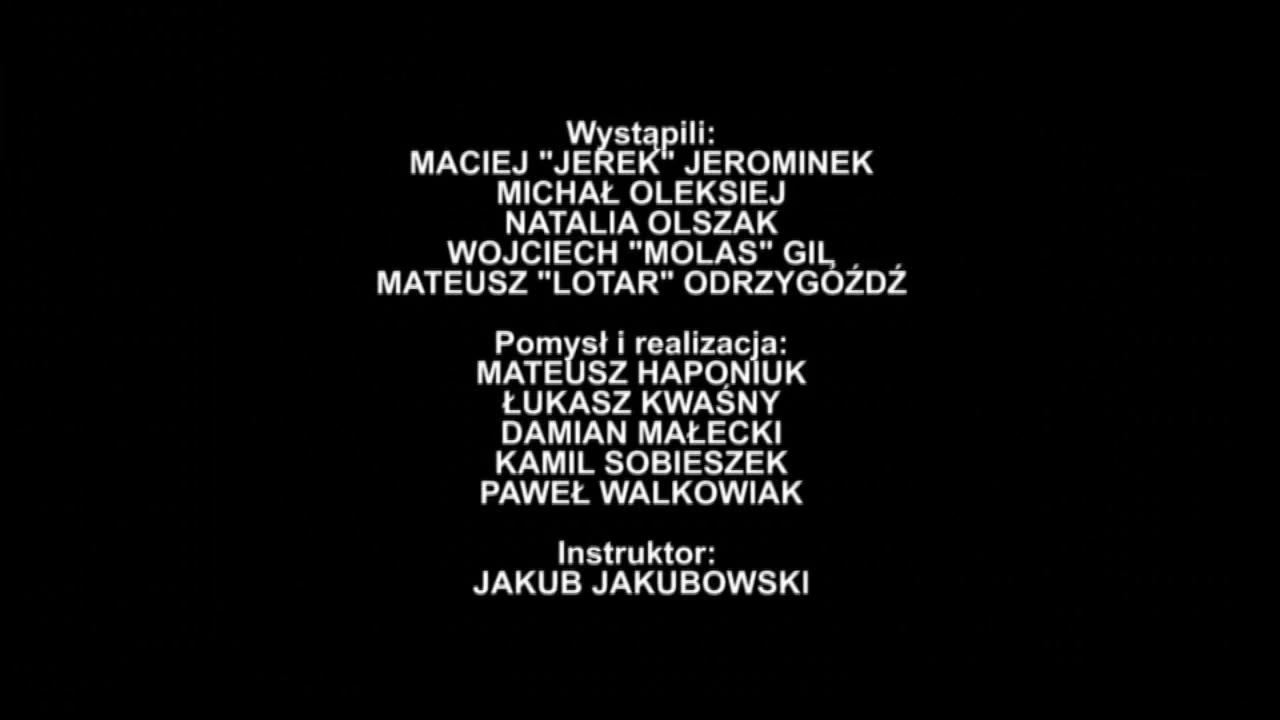 Wystąpili:
MACIEJ "JEREK" JEROMINEK
MICHAŁ OLEKSIEJ
NATALIA OLSZAK
WOJCIECH "MOLAS" GIL
MATEUSZ "LOTAR" ODRZYGÓŹDŹ
Pomysł i realizacja:
MATEUSZ HAPONIUK
ŁUKASZ KWAŚNY
DAMIAN MAŁECKI
KAMIL SOBIESZEK
PAWEŁ WALKOWIAK
Instruktor:
JAKUB JAKUBOWSKI